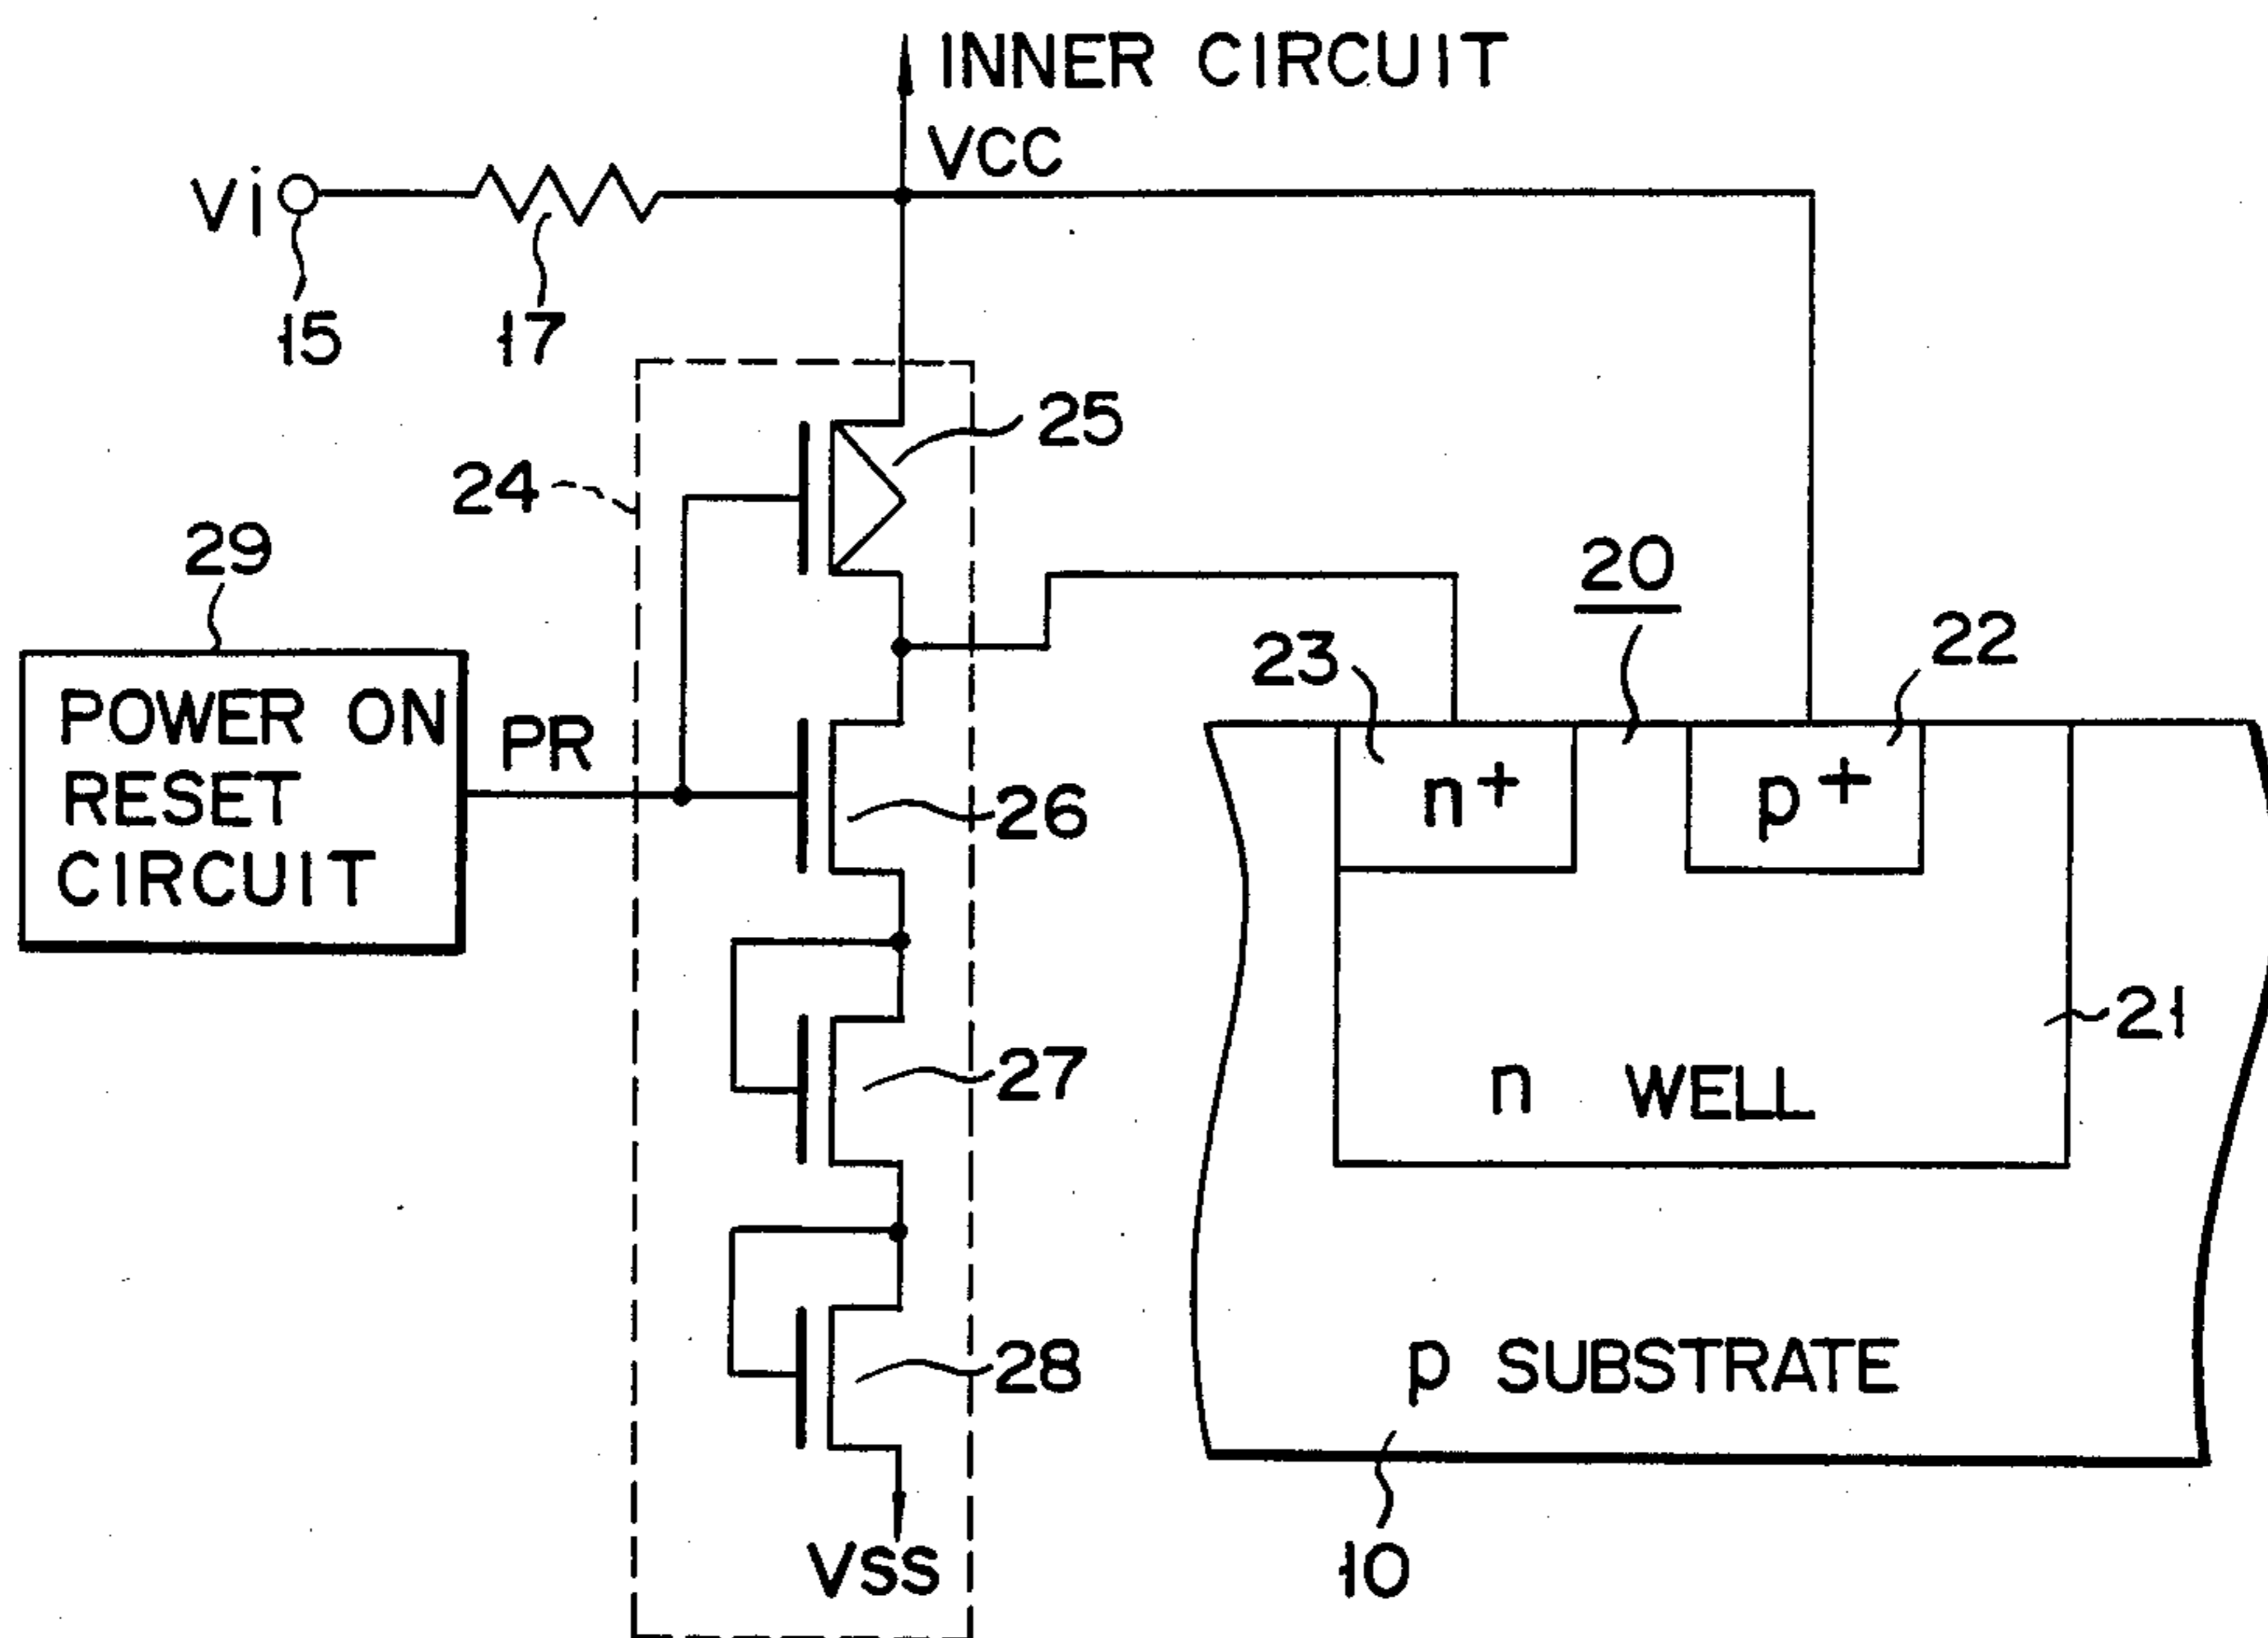 INNER CIRCUIT
VCC
Vi
15
17
25
24
29
20
22
23
POWER ON
RESET
CIRCUIT
PR
n+
p+
26
21
27
n WELL
28
p SUBSTRATE
VSS
10